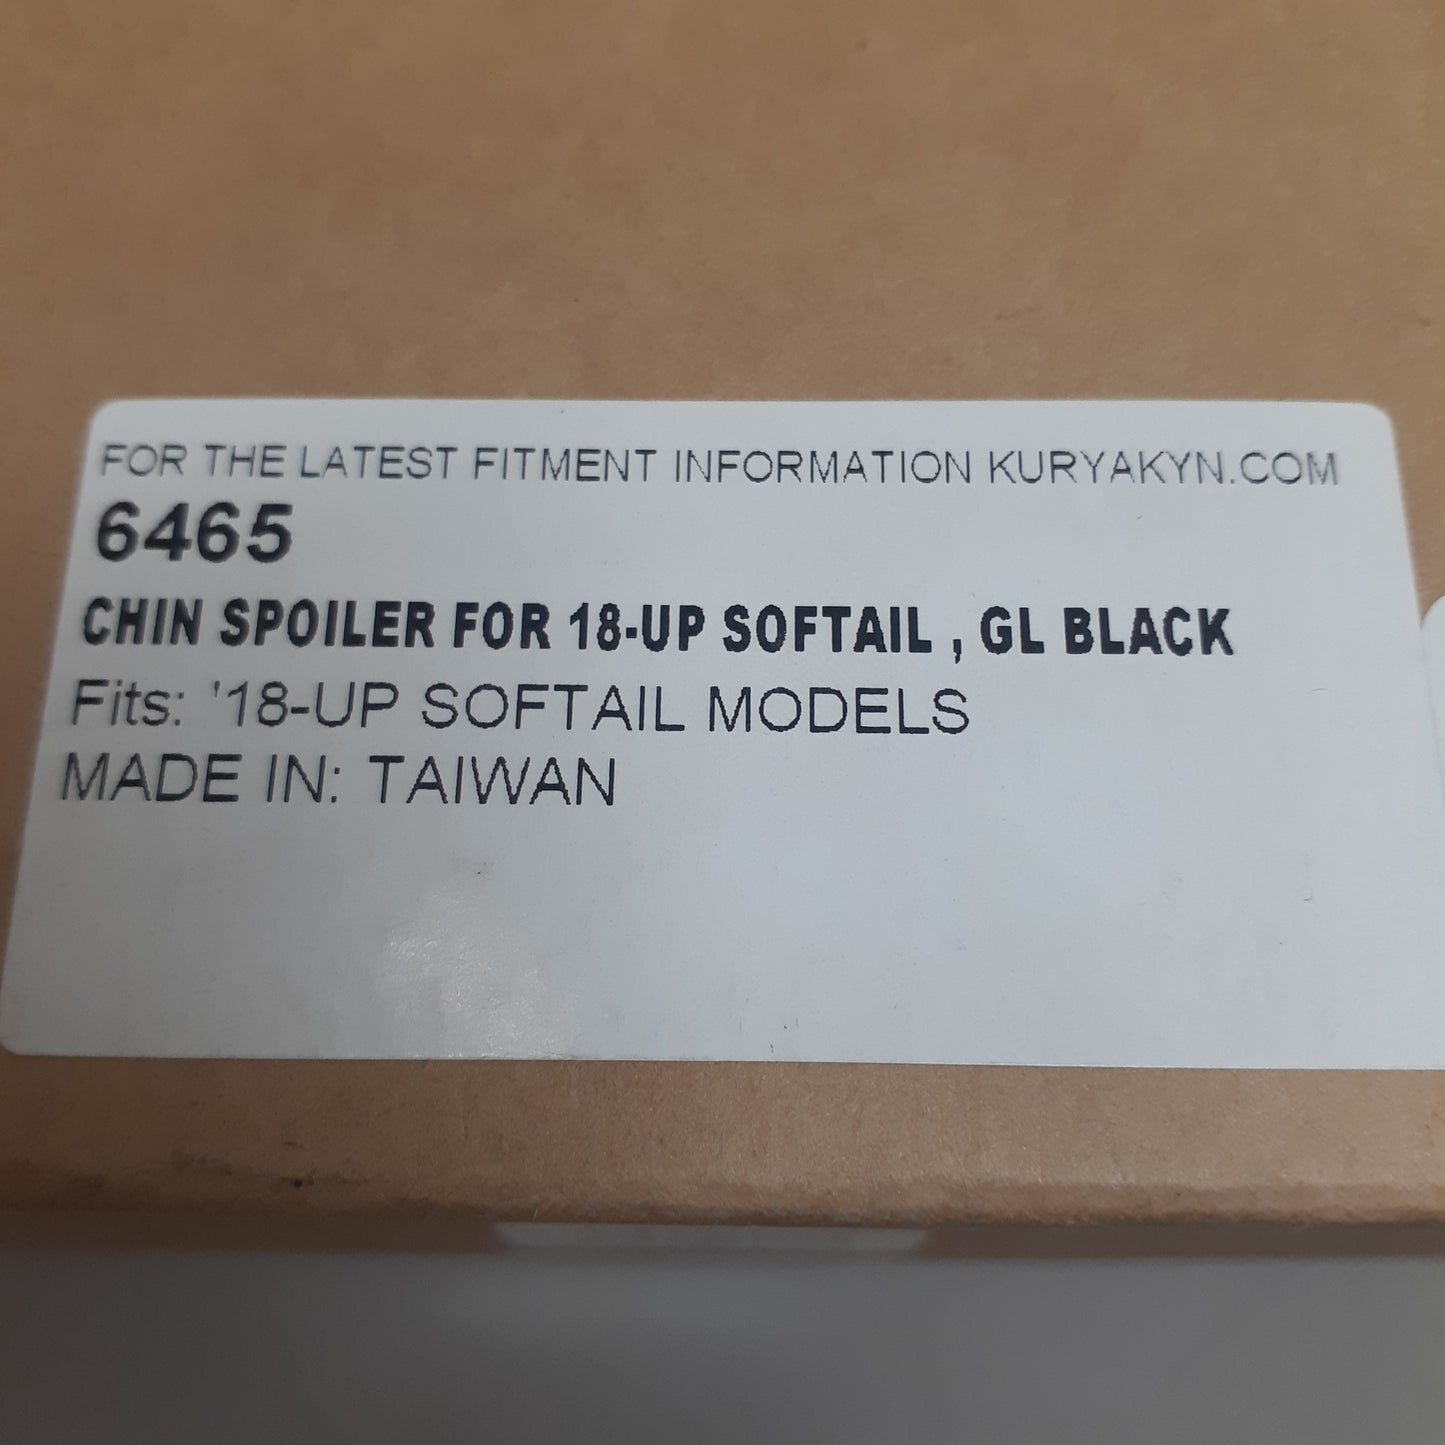 FOR THE LATEST FITMENT INFORMATION KURYAKYN.COM
6465
CHIN SPOILER FOR 18-UP SOFTAIL , GL BLACK
Fits: '18-UP SOFTAIL MODELS
MADE IN: TAIWAN